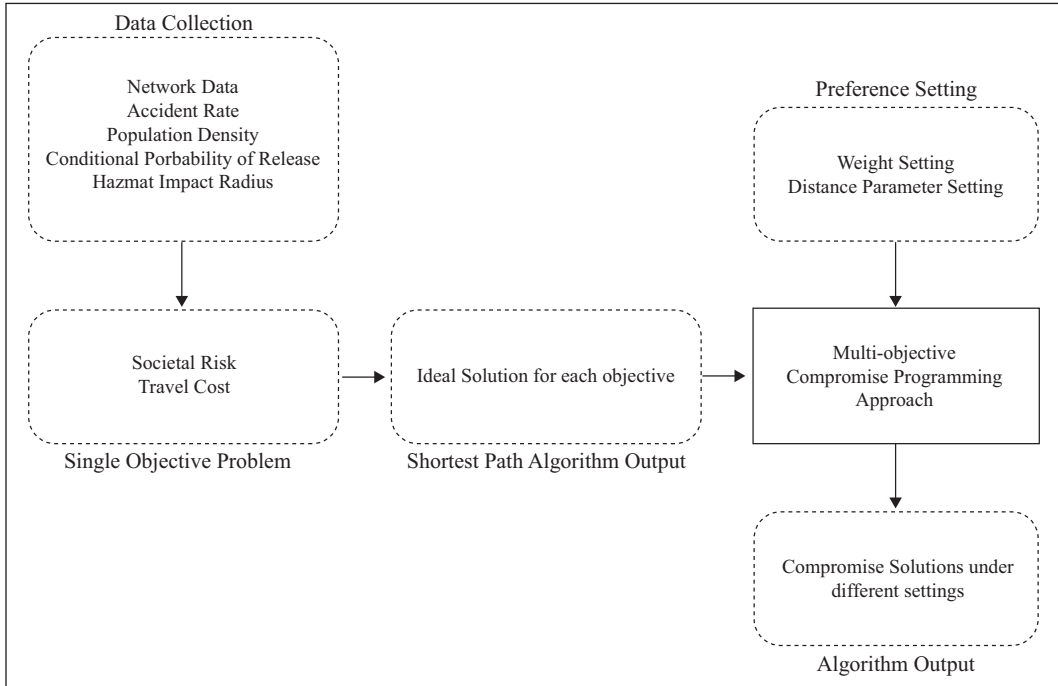 Data Collection
Network Data
Accident Rate
Population Density
Conditional Porbability of Release
Hazmat Impact Radius
Preference Setting
Weight Setting
Distance Parameter Setting
Societal Risk
Travel Cost
Single Objective Problem
Ideal Solution for each objective
Shortest Path Algorithm Output
Multi-objective
Compromise Programming
Approach
Compromise Solutions under
different settings
Algorithm Output